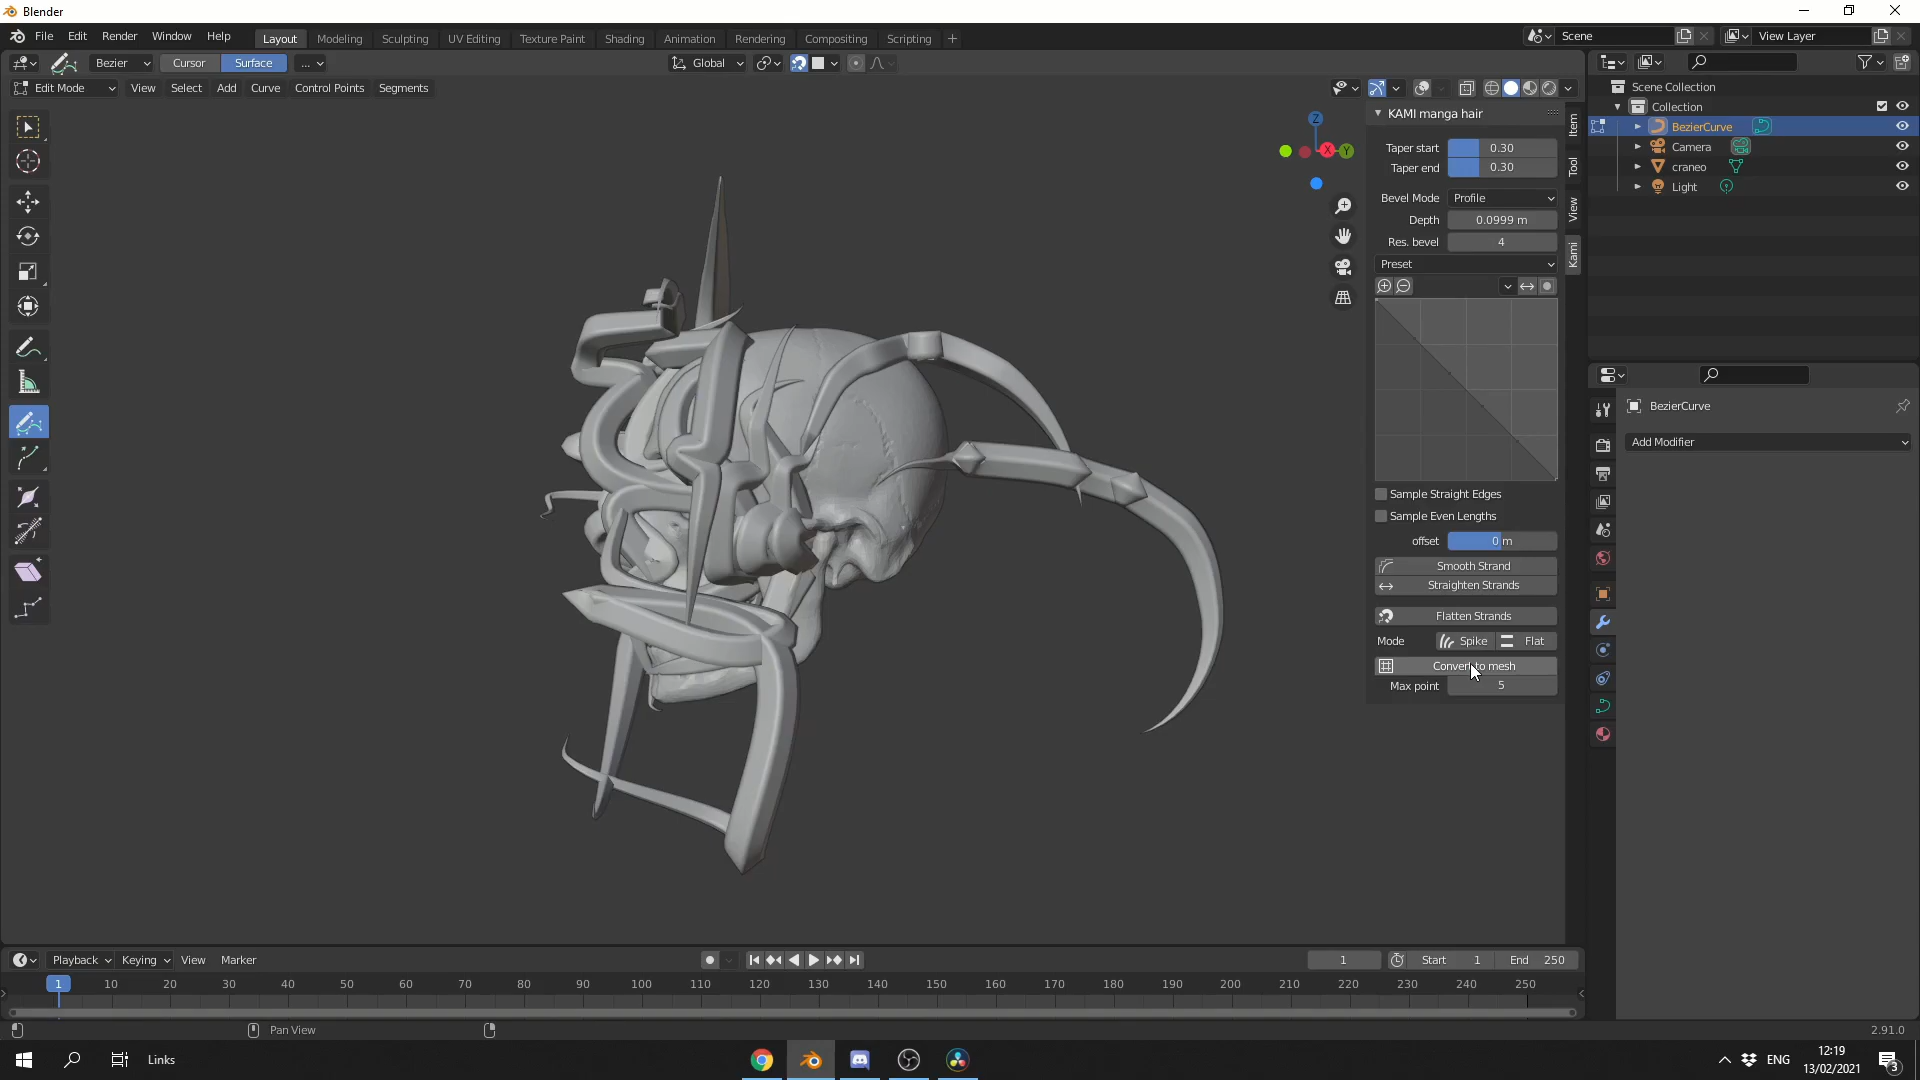 Blender
File Edit Render Window Help
Layout Modeling Sculpting UV Editing Texture Paint Shading Animation Rendering Compositing Scripting +
Scene
View Layer
Bezier Cursor Surface ... Global
Edit Mode View Select Add Curve Control Points Segments
Z
X
Y
KAMI manga hair
Taper start 0.30
Taper end 0.30
Bevel Mode Profile
Depth 0.0999 m
Res. bevel 4
Preset
Sample Straight Edges
Sample Even Lengths
offset 0 m
Smooth Strand
Straighten Strands
Flatten Strands
Mode Spike Flat
Convert to mesh
Max point 5
Item
Tool
View
Kami
Scene Collection
Collection
BezierCurve
Camera
craneo
Light
BezierCurve
Add Modifier
Playback Keying View Marker
1 Start 1 End 250
1 10 20 30 40 50 60 70 80 90 100 110 120 130 140 150 160 170 180 190 200 210 220 230 240 250
Pan View
2.91.0
Links
ENG
12:19
13/02/2021
3